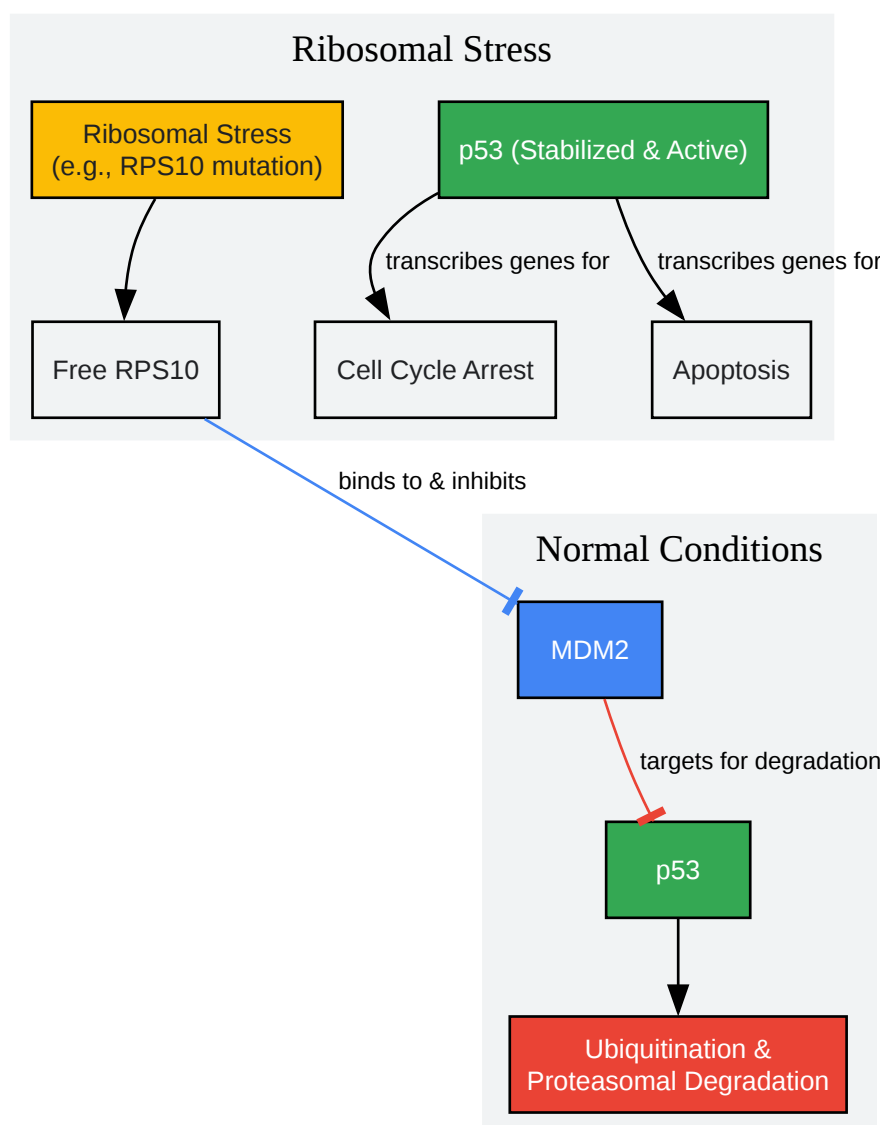 Ribosomal Stress
Ribosomal Stress
(e.g., RPS10 mutation)
p53 (Stabilized & Active)
transcribes genes for
transcribes genes for
Free RPS10
Cell Cycle Arrest
Apoptosis
binds to & inhibits
Normal Conditions
MDM2
targets for degradation
p53
Ubiquitination &
Proteasomal Degradation